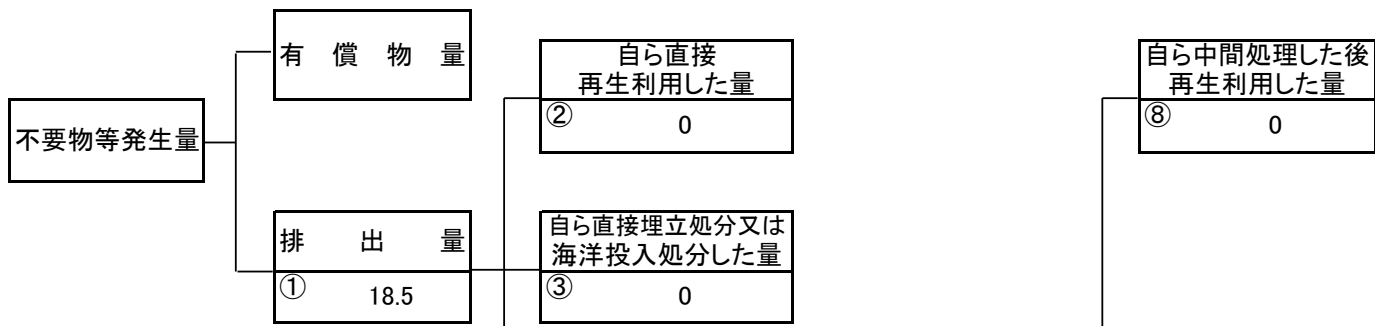 有償物量
自ら直接
再生利用した量
②
0
自ら中間処理した後
再生利用した量
⑧
0
不要物等発生量
排出量
①
18.5
自ら直接埋立処分又は
海洋投入処分した量
③
0